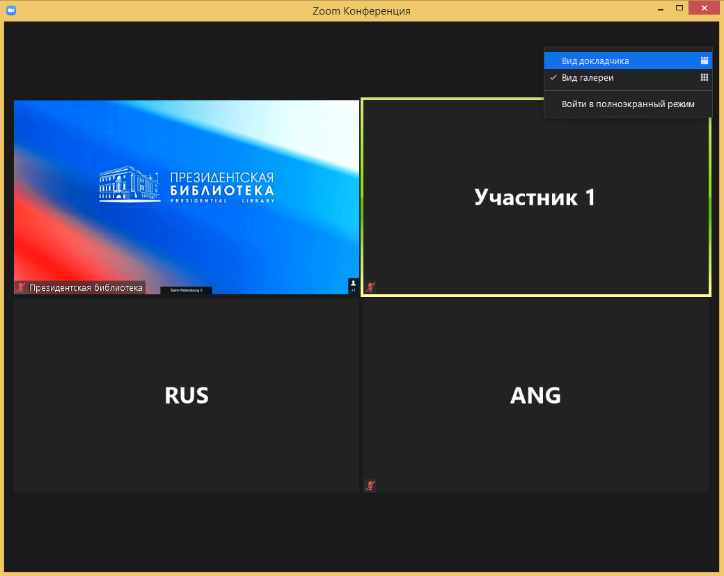 Zoom Конференция
Вид докладчика
Вид галереи
Войти в полноэкранный режим
ПРЕЗИДЕНТСКАЯ
БИБЛИОТЕКА
PRESIDENTIAL LIBRARY
Участник 1
Президентская библиотека
RUS
ANG